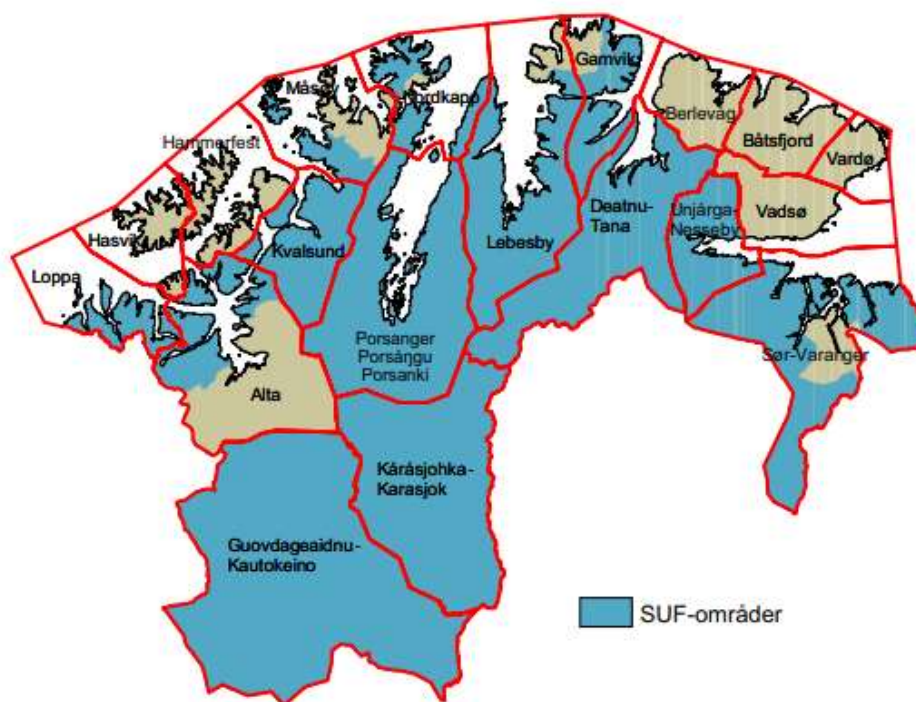 Gamvik
Måsøy
Nordkapp
Berlevåg
Båtsfjord
Hammerfest
Vardø
Deatnu-
Tana
Unjárga-
Nesseby
Vadsø
Hasvik
Kvalsund
Lebesby
Loppa
Porsanger
Porsáŋgu
Porsanki
Sør-Varanger
Alta
Kárášjohka-
Karasjok
Guovdageaidnu-
Kautokeino
SUF-områder